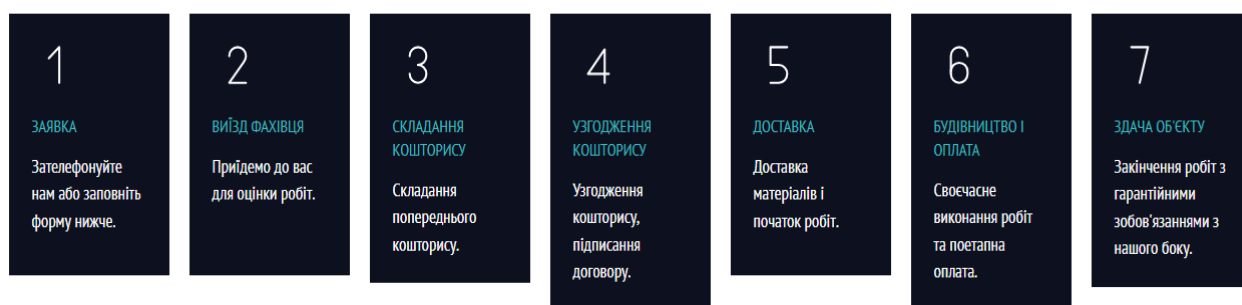 1
ЗАЯВКА
Зателефонуйте
нам або заповніть
форму нижче.
2
ВИЇЗД ФАХІВЦЯ
Приїдемо до вас
для оцінки робіт.
3
СКЛАДАННЯ
КОШТОРИСУ
Складання
попереднього
кошторису.
4
УЗГОДЖЕННЯ
КОШТОРИСУ
Узгодження
кошторису,
підписання
договору.
5
ДОСТАВКА
Доставка
матеріалів і
початок робіт.
6
БУДІВНИЦТВО І
ОПЛАТА
Своєчасне
виконання робіт
та поетапна
оплата.
7
ЗДАЧА ОБ'ЄКТУ
Закінчення робіт з
гарантійними
зобов'язаннями з
нашого боку.